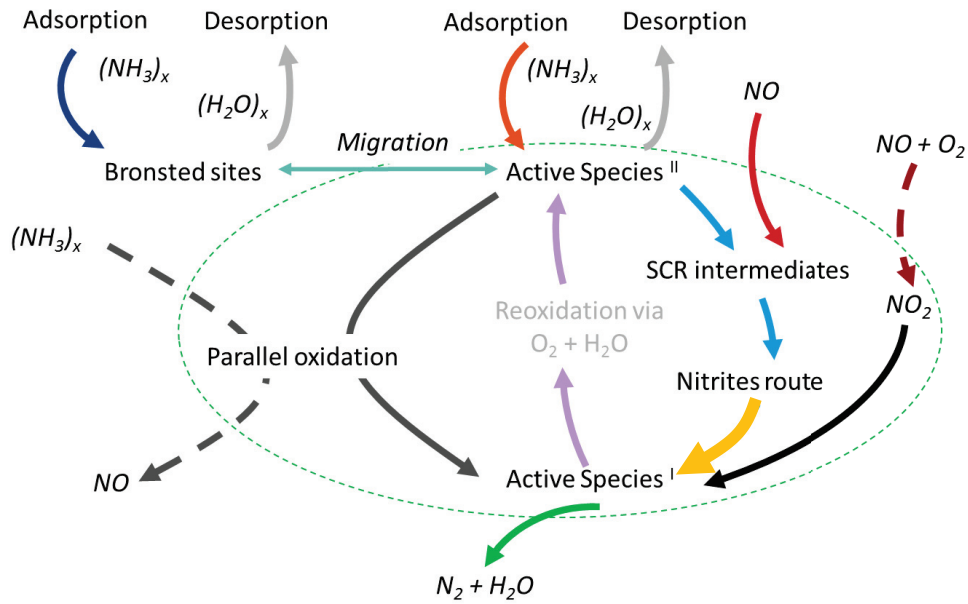 Adsorption
Desorption
Adsorption
Desorption
(NH₃)ₓ
(NH₃)ₓ
(H₂O)ₓ
(H₂O)ₓ
NO
Migration
NO + O₂
Bronsted sites
Active Species ᴵᴵ
(NH₃)ₓ
SCR intermediates
NO₂
Reoxidation via
O₂ + H₂O
Parallel oxidation
Nitrites route
NO
Active Species ᴵ
N₂ + H₂O